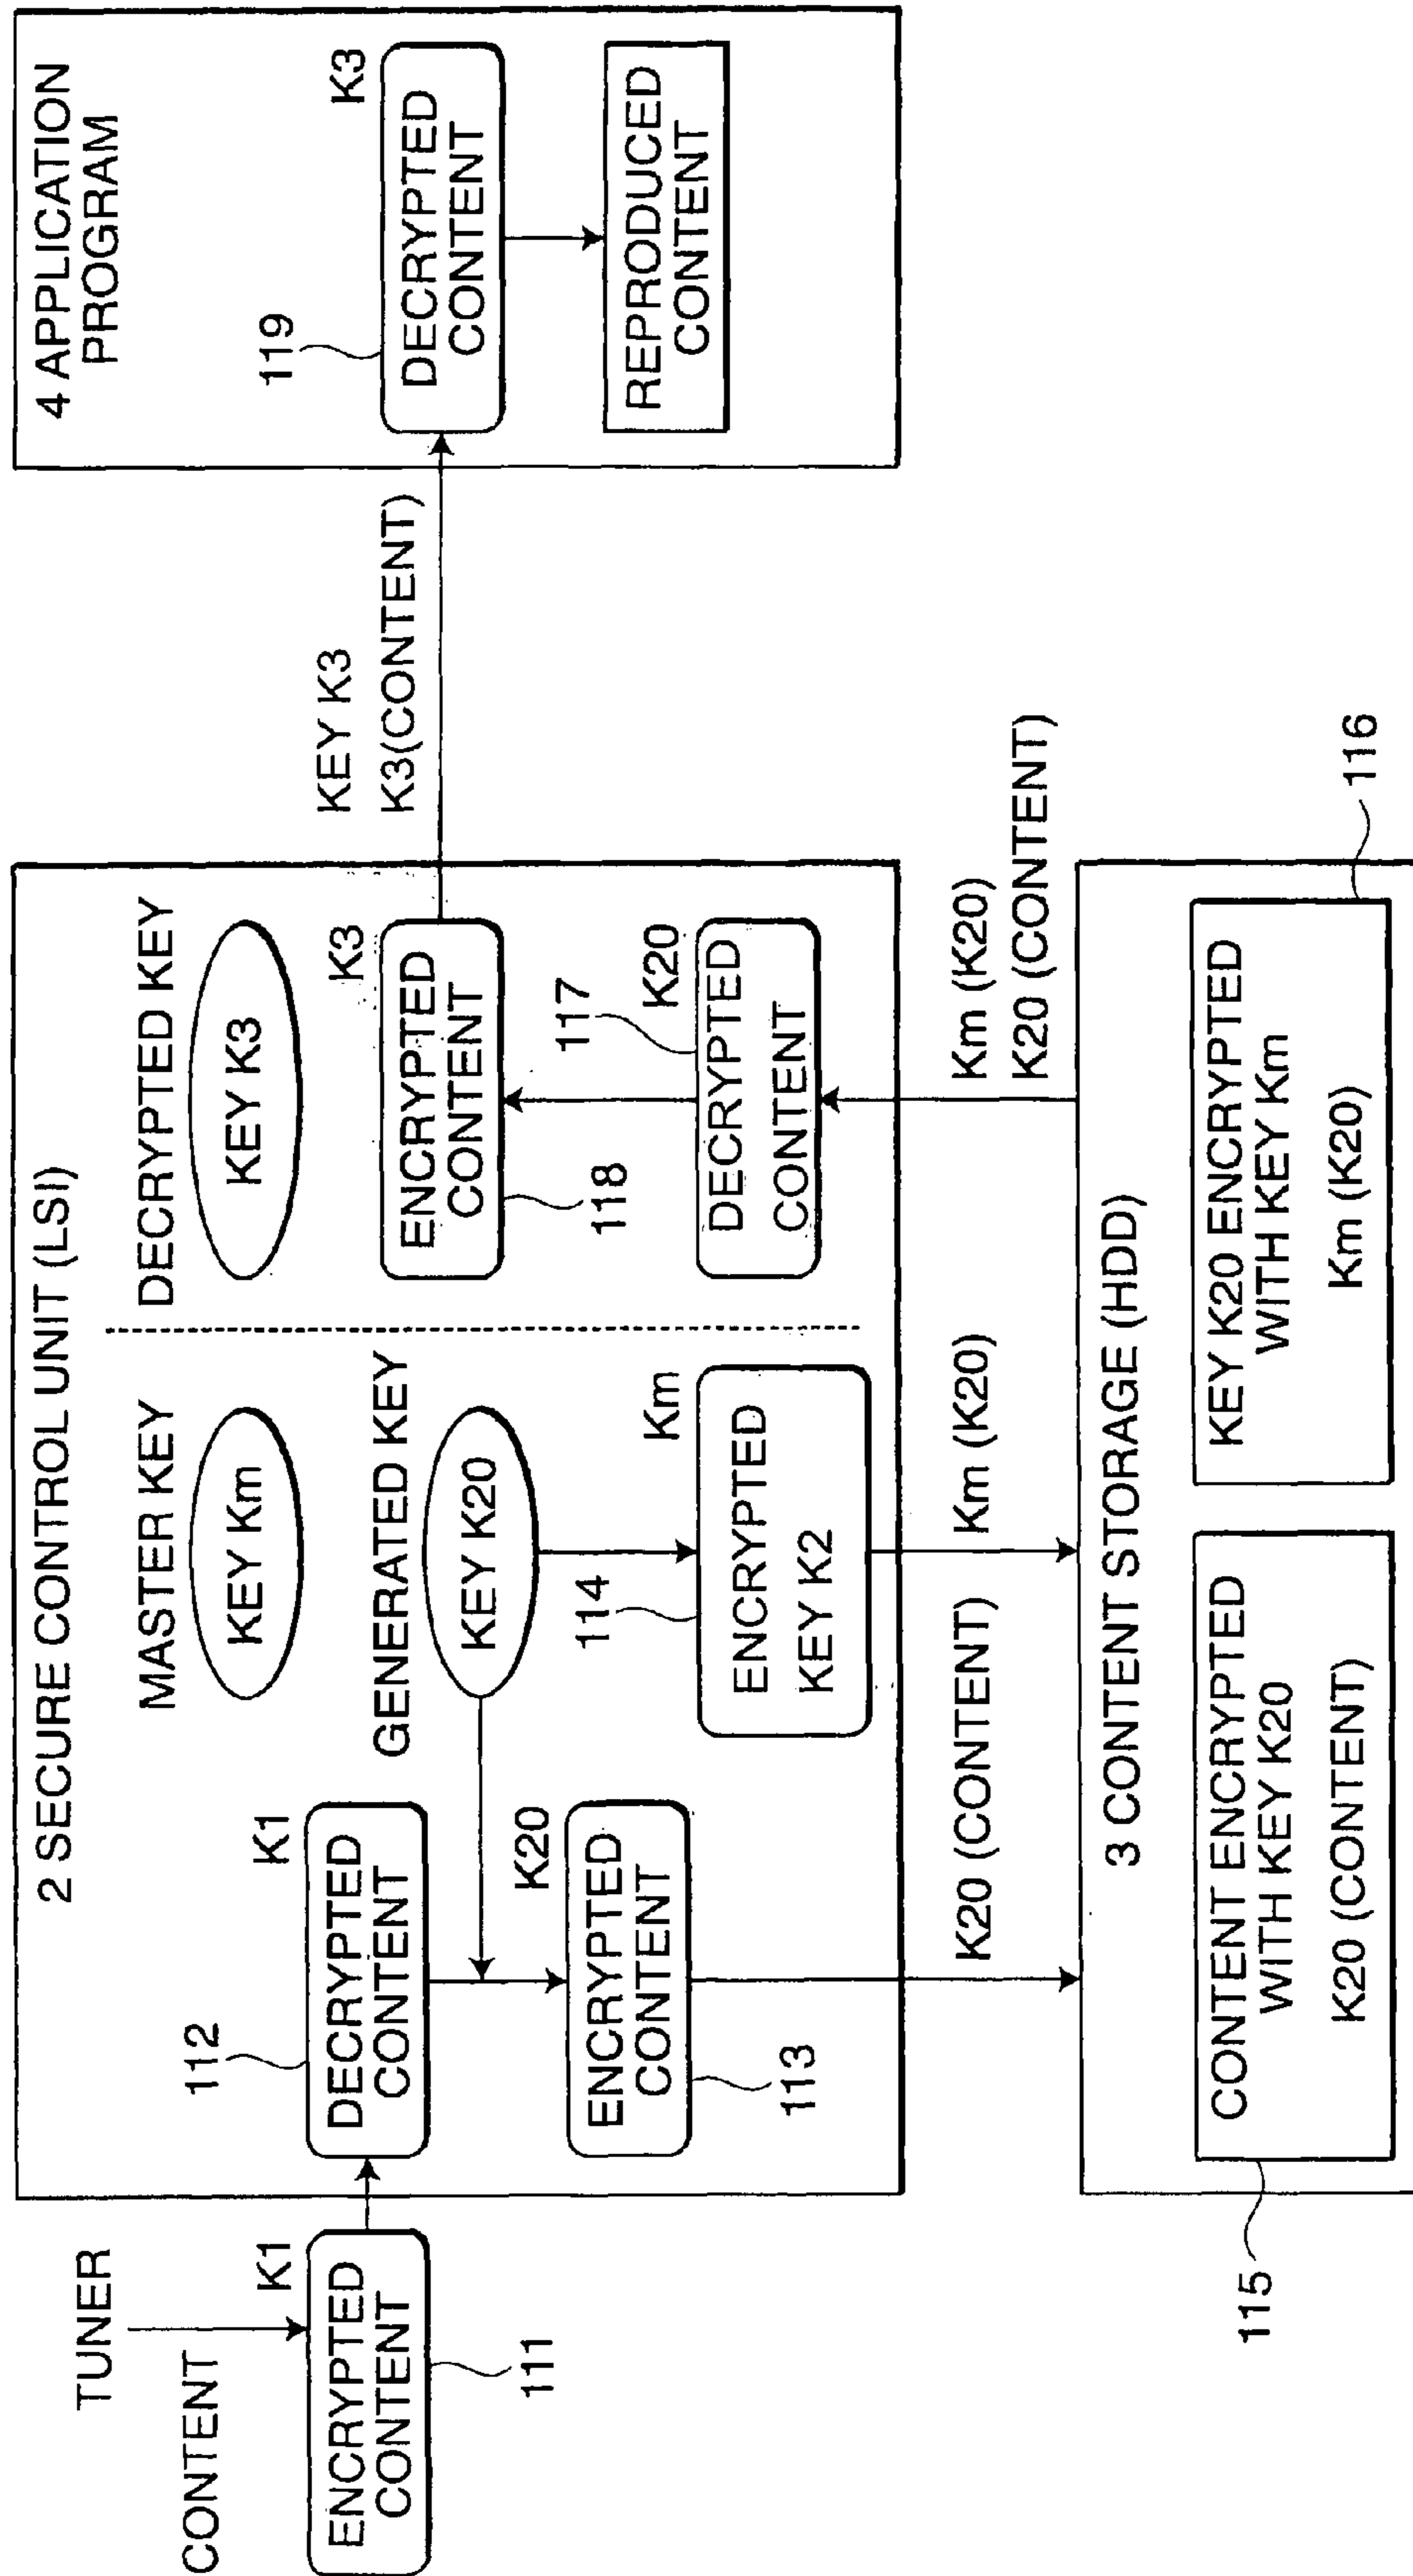 TUNER
CONTENT
K1
ENCRYPTED
CONTENT
111
2 SECURE CONTROL UNIT (LSI)
112
K1
DECRYPTED
CONTENT
K20
ENCRYPTED
CONTENT
113
MASTER KEY
KEY Km
GENERATED KEY
KEY K20
114
Km
ENCRYPTED
KEY K2
DECRYPTED KEY
KEY K3
K3
ENCRYPTED
CONTENT
118
117
K20
DECRYPTED
CONTENT
KEY K3
K3(CONTENT)
4 APPLICATION
PROGRAM
119
K3
DECRYPTED
CONTENT
REPRODUCED
CONTENT
K20 (CONTENT)
Km (K20)
Km (K20)
K20 (CONTENT)
3 CONTENT STORAGE (HDD)
CONTENT ENCRYPTED
WITH KEY K20
K20 (CONTENT)
115
KEY K20 ENCRYPTED
WITH KEY Km
Km (K20)
116